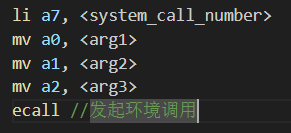 li a7, <system_call_number>
mv a0, <arg1>
mv a1, <arg2>
mv a2, <arg3>
ecall //发起环境调用